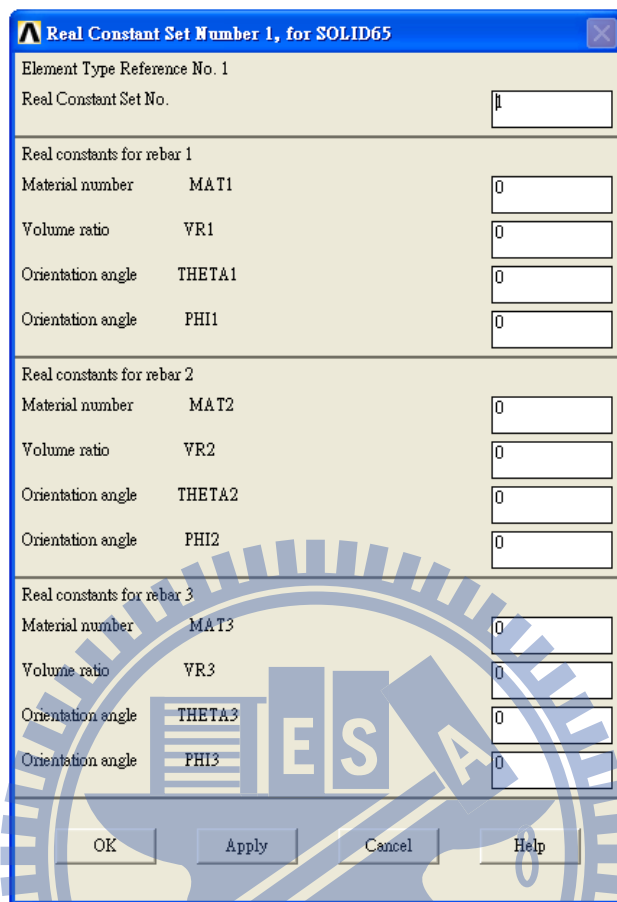 Real Constant Set Number 1, for SOLID65
Element Type Reference No. 1
Real Constant Set No. 1
Real constants for rebar 1
Material number MAT1 0
Volume ratio VR1 0
Orientation angle THETA1 0
Orientation angle PHI1 0
Real constants for rebar 2
Material number MAT2 0
Volume ratio VR2 0
Orientation angle THETA2 0
Orientation angle PHI2 0
Real constants for rebar 3
Material number MAT3 0
Volume ratio VR3 0
Orientation angle THETA3 0
Orientation angle PHI3 0
OK Apply Cancel Help
ESA
8